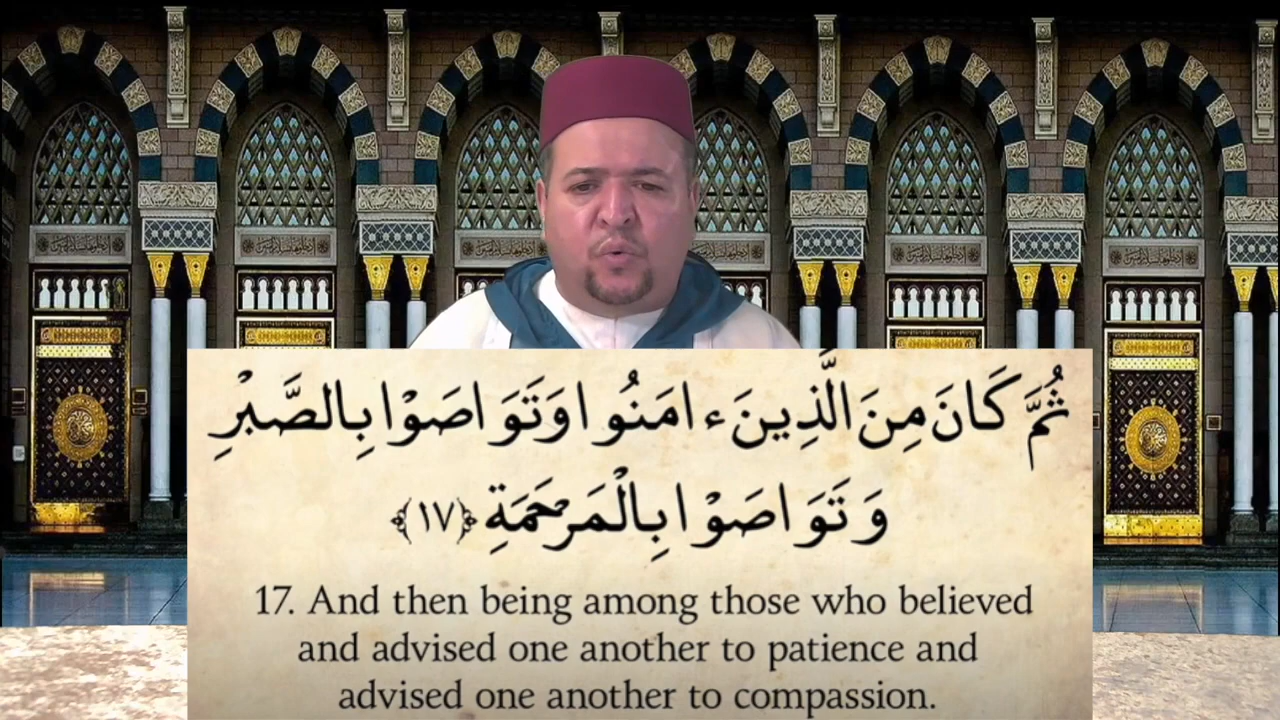 ثُمَّ كَانَ مِنَ الَّذِينَ ءَامَنُوا وَتَوَاصَوْا بِالصَّبْرِ
وَتَوَاصَوْا بِالْمَرْحَمَةِ ﴿١٧﴾
17. And then being among those who believed
and advised one another to patience and
advised one another to compassion.